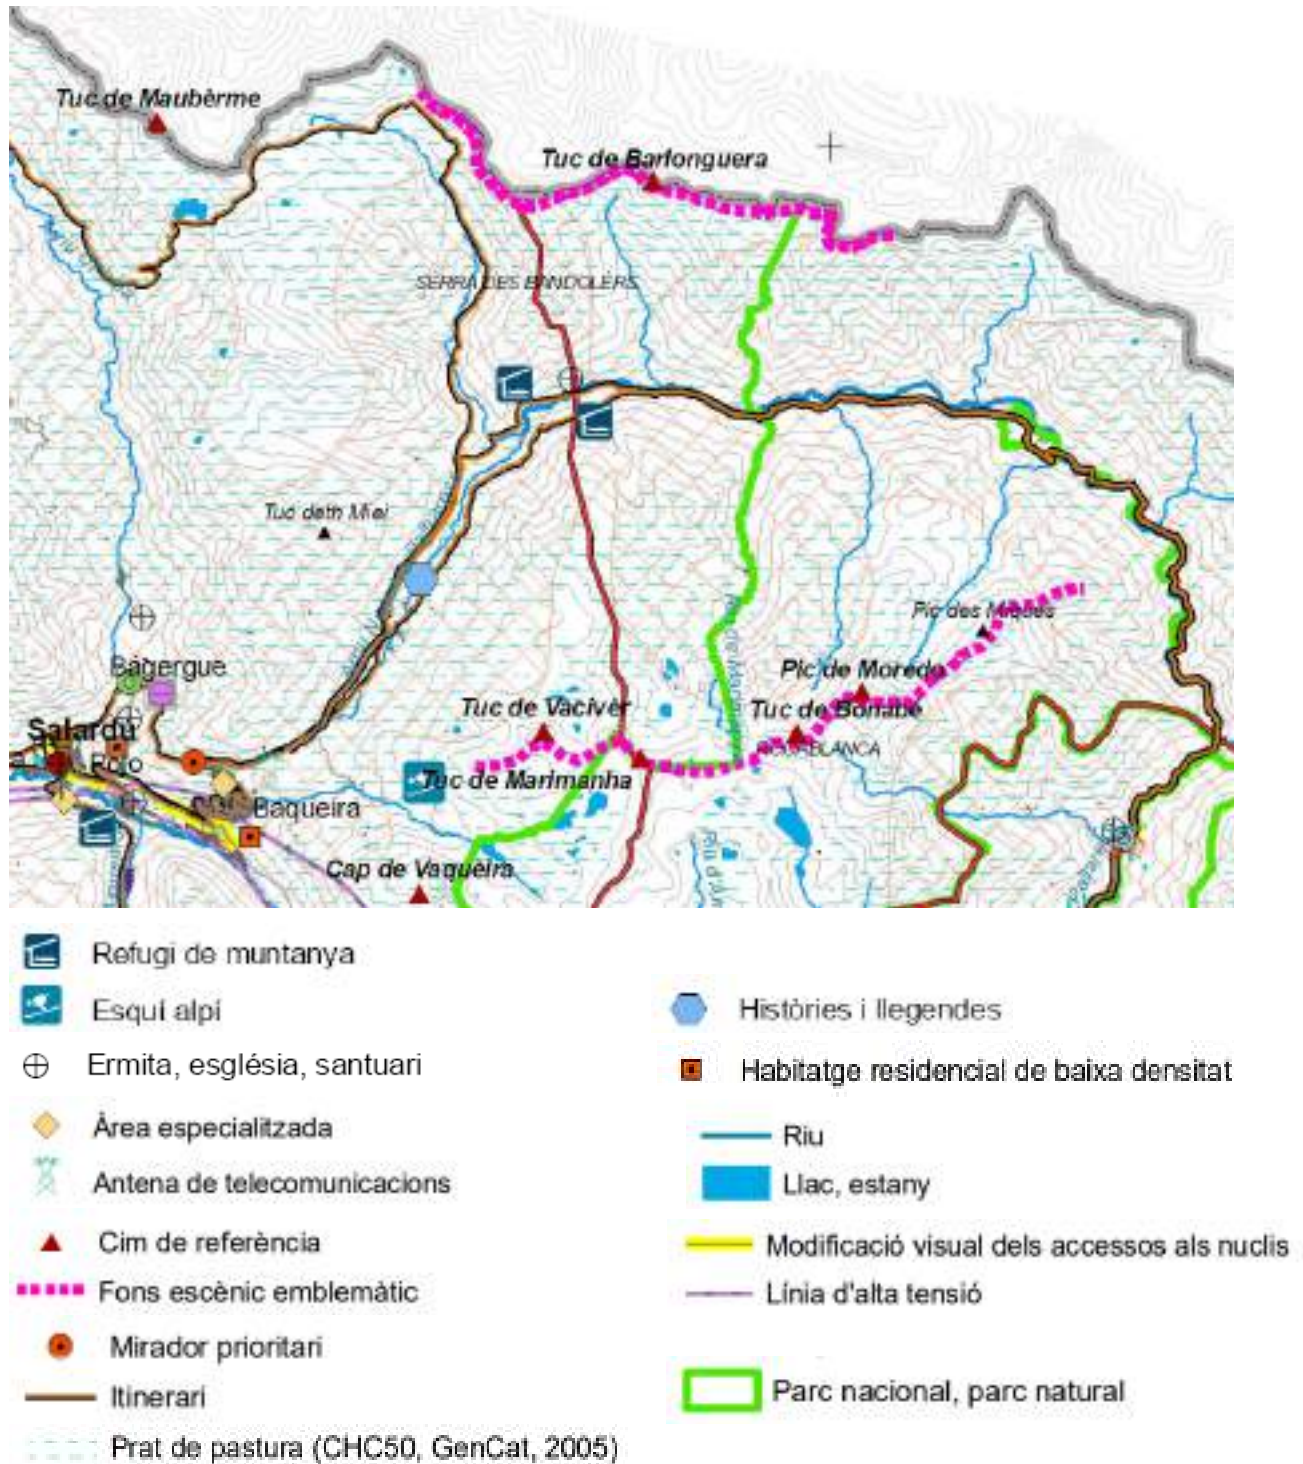 Tuc de Maubèrme
Tuc de Barlonguera
SERRA DES BANDOLÈRS
Tuc deth Miei
Pic des Miques
Bagergue
Pic de Moredo
Tuc de Vacivèr
Tuc de Bonabé
Salardú
ROSABLANCA
Tuc de Marimanha
Baqueira
Cap de Vaqueira
Refugi de muntanya
Esquí alpí
Històries i llegendes
Ermita, església, santuari
Habitatge residencial de baixa densitat
Àrea especialitzada
Riu
Antena de telecomunicacions
Llac, estany
Cim de referència
Modificació visual dels accessos als nuclis
Fons escènic emblemàtic
Línia d'alta tensió
Mirador prioritari
Itinerari
Parc nacional, parc natural
Prat de pastura (CHC50, GenCat, 2005)